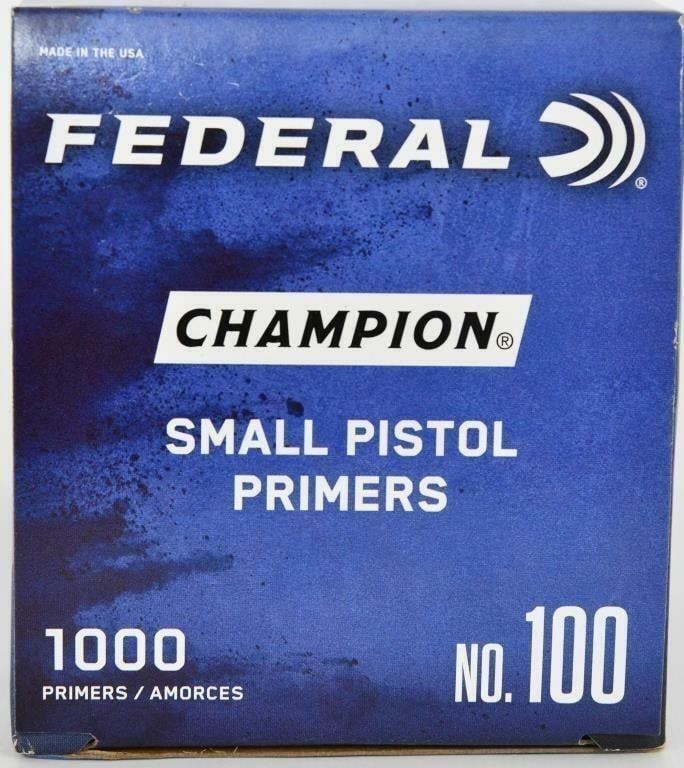 MADE IN THE USA
FEDERAL ®
CHAMPION®
SMALL PISTOL
PRIMERS
1000
PRIMERS / AMORCES
NO. 100